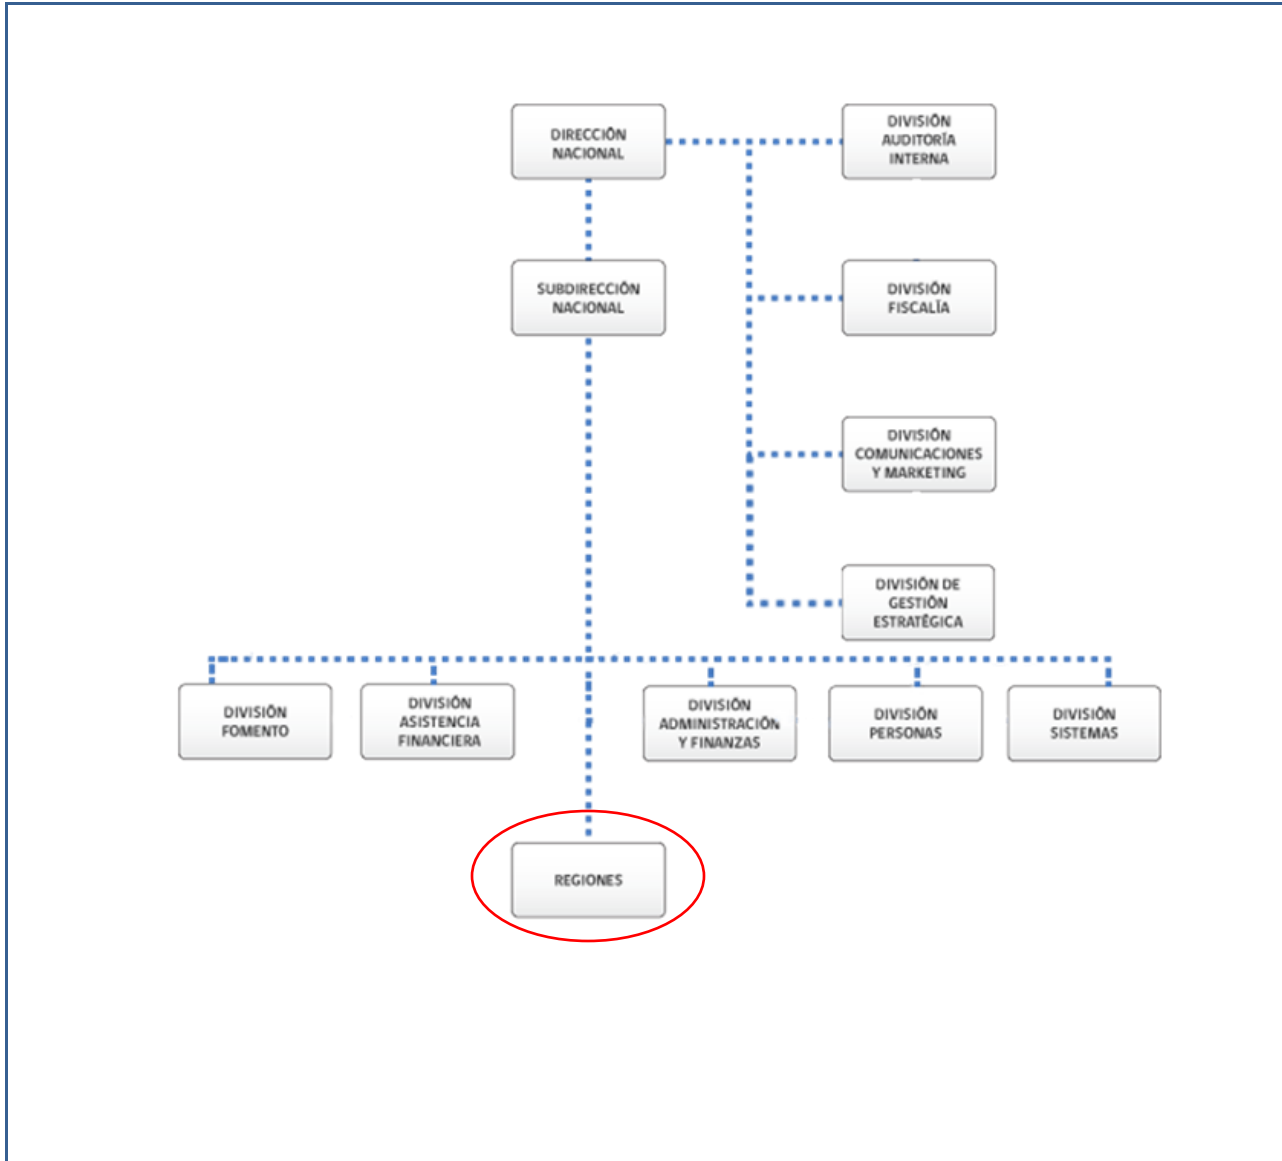 DIRECCIÓN
NACIONAL
DIVISIÓN
AUDITORÍA
INTERNA
SUBDIRECCIÓN
NACIONAL
DIVISIÓN
FISCALÍA
DIVISIÓN
COMUNICACIONES
Y MARKETING
DIVISIÓN DE
GESTIÓN
ESTRATÉGICA
DIVISIÓN
FOMENTO
DIVISIÓN
ASISTENCIA
FINANCIERA
DIVISIÓN
ADMINISTRACIÓN
Y FINANZAS
DIVISIÓN
PERSONAS
DIVISIÓN
SISTEMAS
REGIONES